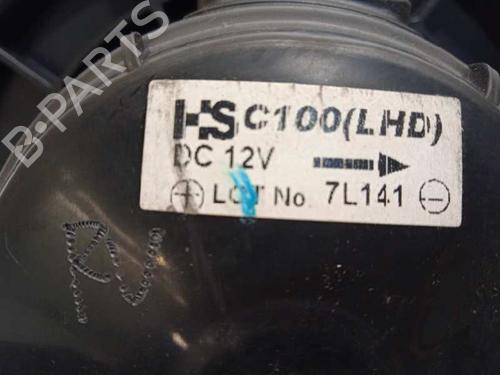 B-PARTS
HS C100(LHD)
DC 12V
LOT No. 7L141